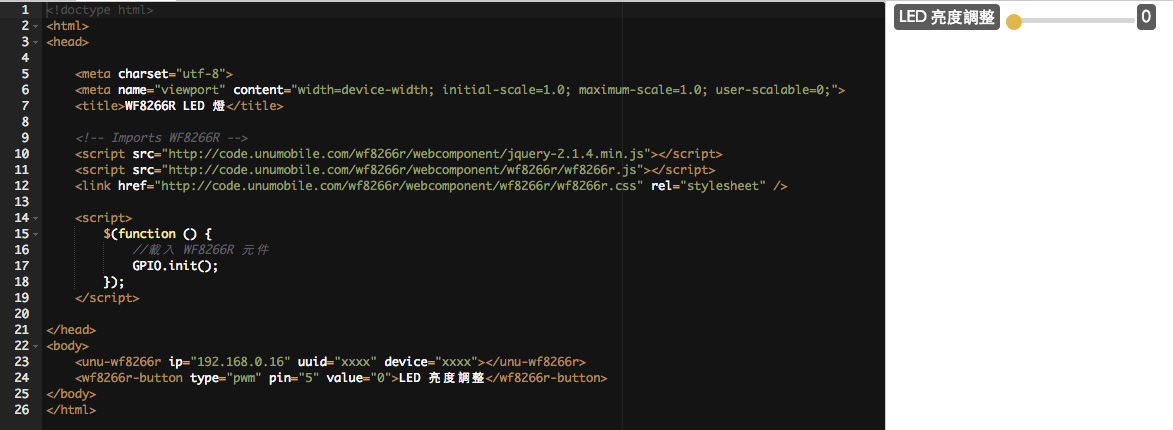 1 <!doctype html>
2 <html>
3 <head>
4
5 <meta charset="utf-8">
6 <meta name="viewport" content="width=device-width; initial-scale=1.0; maximum-scale=1.0; user-scalable=0;">
7 <title>WF8266R LED 燈</title>
8
9 <!-- Imports WF8266R -->
10 <script src="http://code.unumobile.com/wf8266r/webcomponent/jquery-2.1.4.min.js"></script>
11 <script src="http://code.unumobile.com/wf8266r/webcomponent/wf8266r/wf8266r.js"></script>
12 <link href="http://code.unumobile.com/wf8266r/webcomponent/wf8266r/wf8266r.css" rel="stylesheet" />
13
14 <script>
15 $(function () {
16 //載入 WF8266R 元件
17 GPIO.init();
18 });
19 </script>
20
21 </head>
22 <body>
23 <unu-wf8266r ip="192.168.0.16" uuid="xxxx" device="xxxx"></unu-wf8266r>
24 <wf8266r-button type="pwm" pin="5" value="0">LED 亮度調整</wf8266r-button>
25 </body>
26 </html>
LED 亮度調整 0